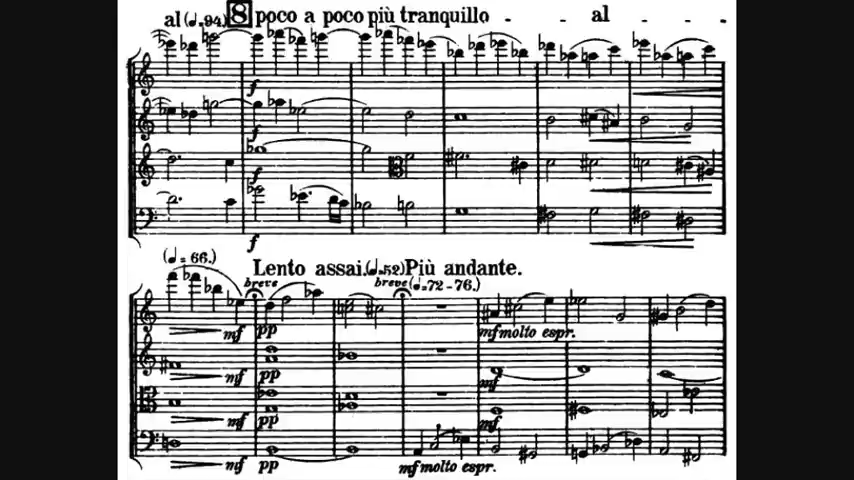 al (♩=94) 8 poco a poco più tranquillo - - - al - - -
f
f
f
f
(♩= 66.) Lento assai. (♩=52) Più andante.
breve breve (♩=72-76.)
mf pp mf molto espr.
mf pp mf
mf pp mf
mf pp mf molto espr.